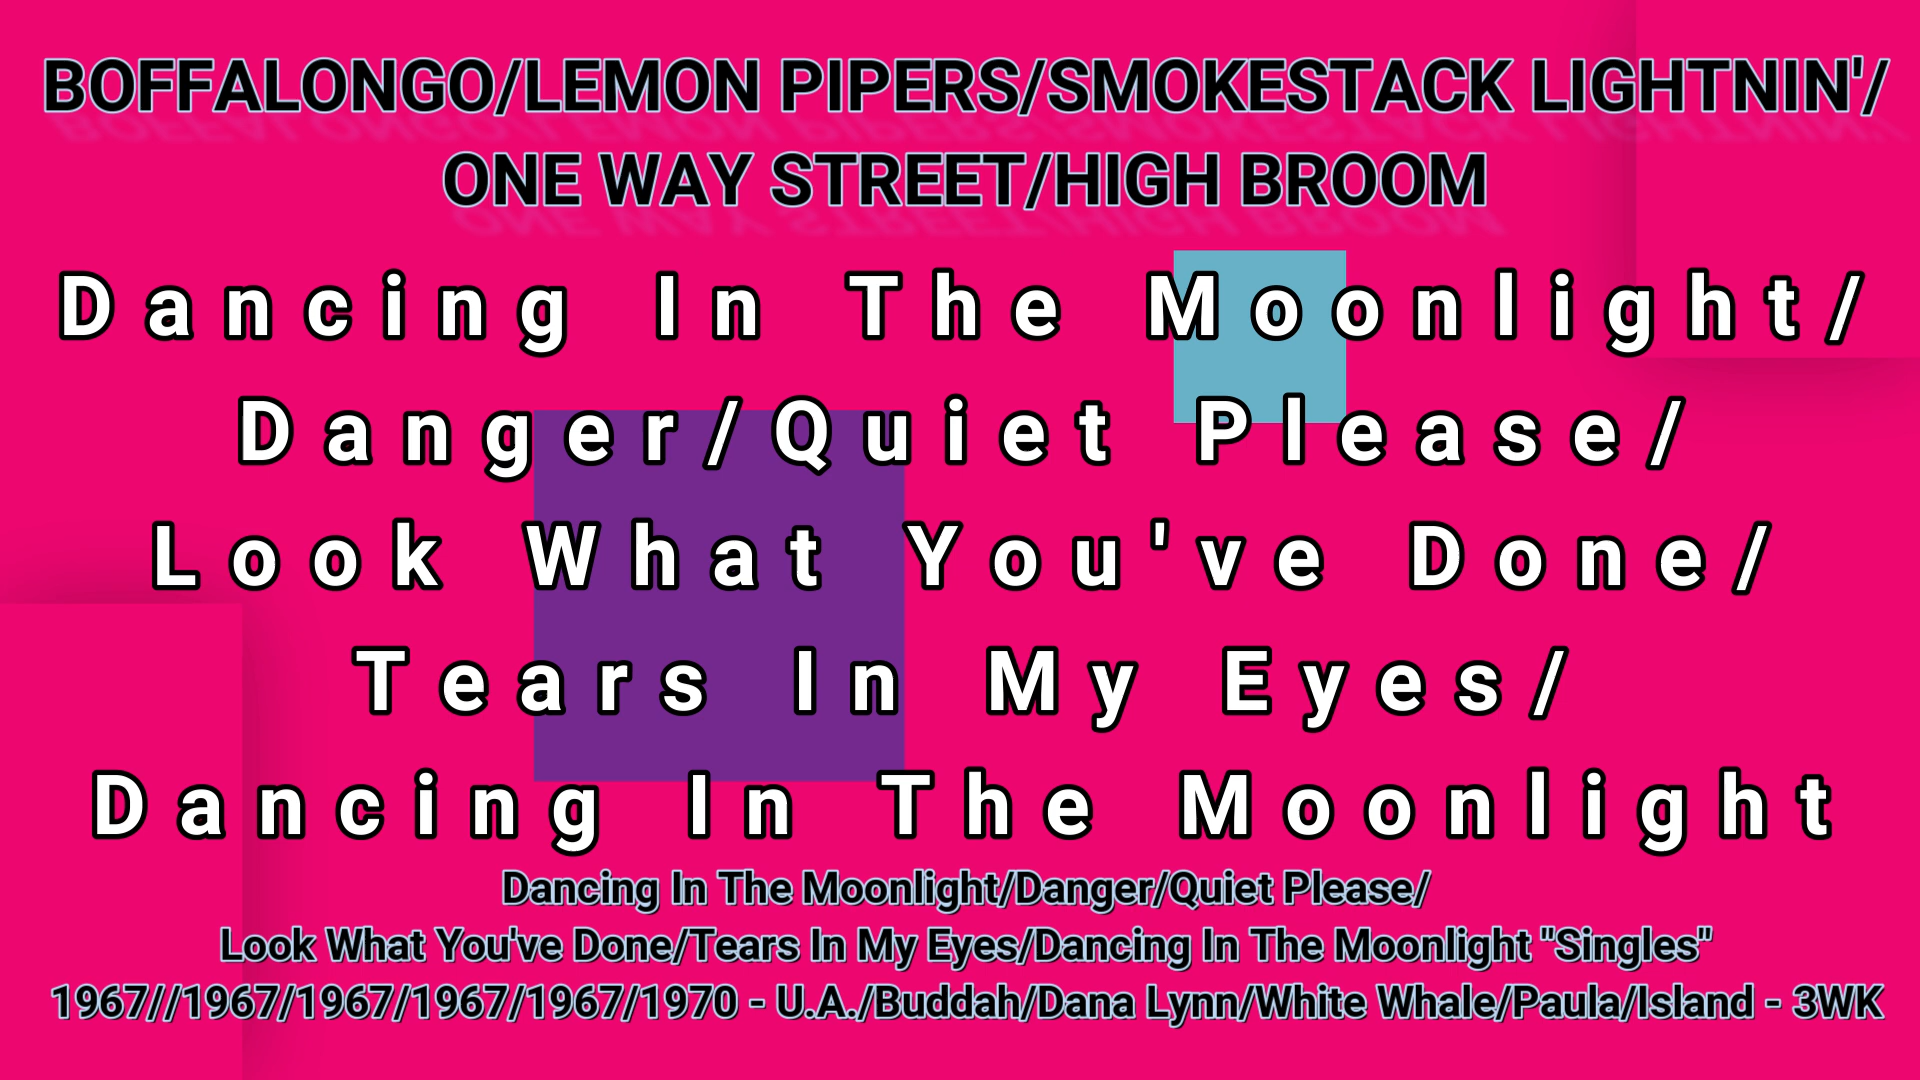 BOFFALONGO/LEMON PIPERS/SMOKESTACK LIGHTNIN'/
ONE WAY STREET/HIGH BROOM
Dancing In The Moonlight/
Danger/Quiet Please/
Look What You've Done/
Tears In My Eyes/
Dancing In The Moonlight
Dancing In The Moonlight/Danger/Quiet Please/
Look What You've Done/Tears In My Eyes/Dancing In The Moonlight "Singles"
1967//1967/1967/1967/1967/1970 - U.A./Buddah/Dana Lynn/White Whale/Paula/Island - 3WK